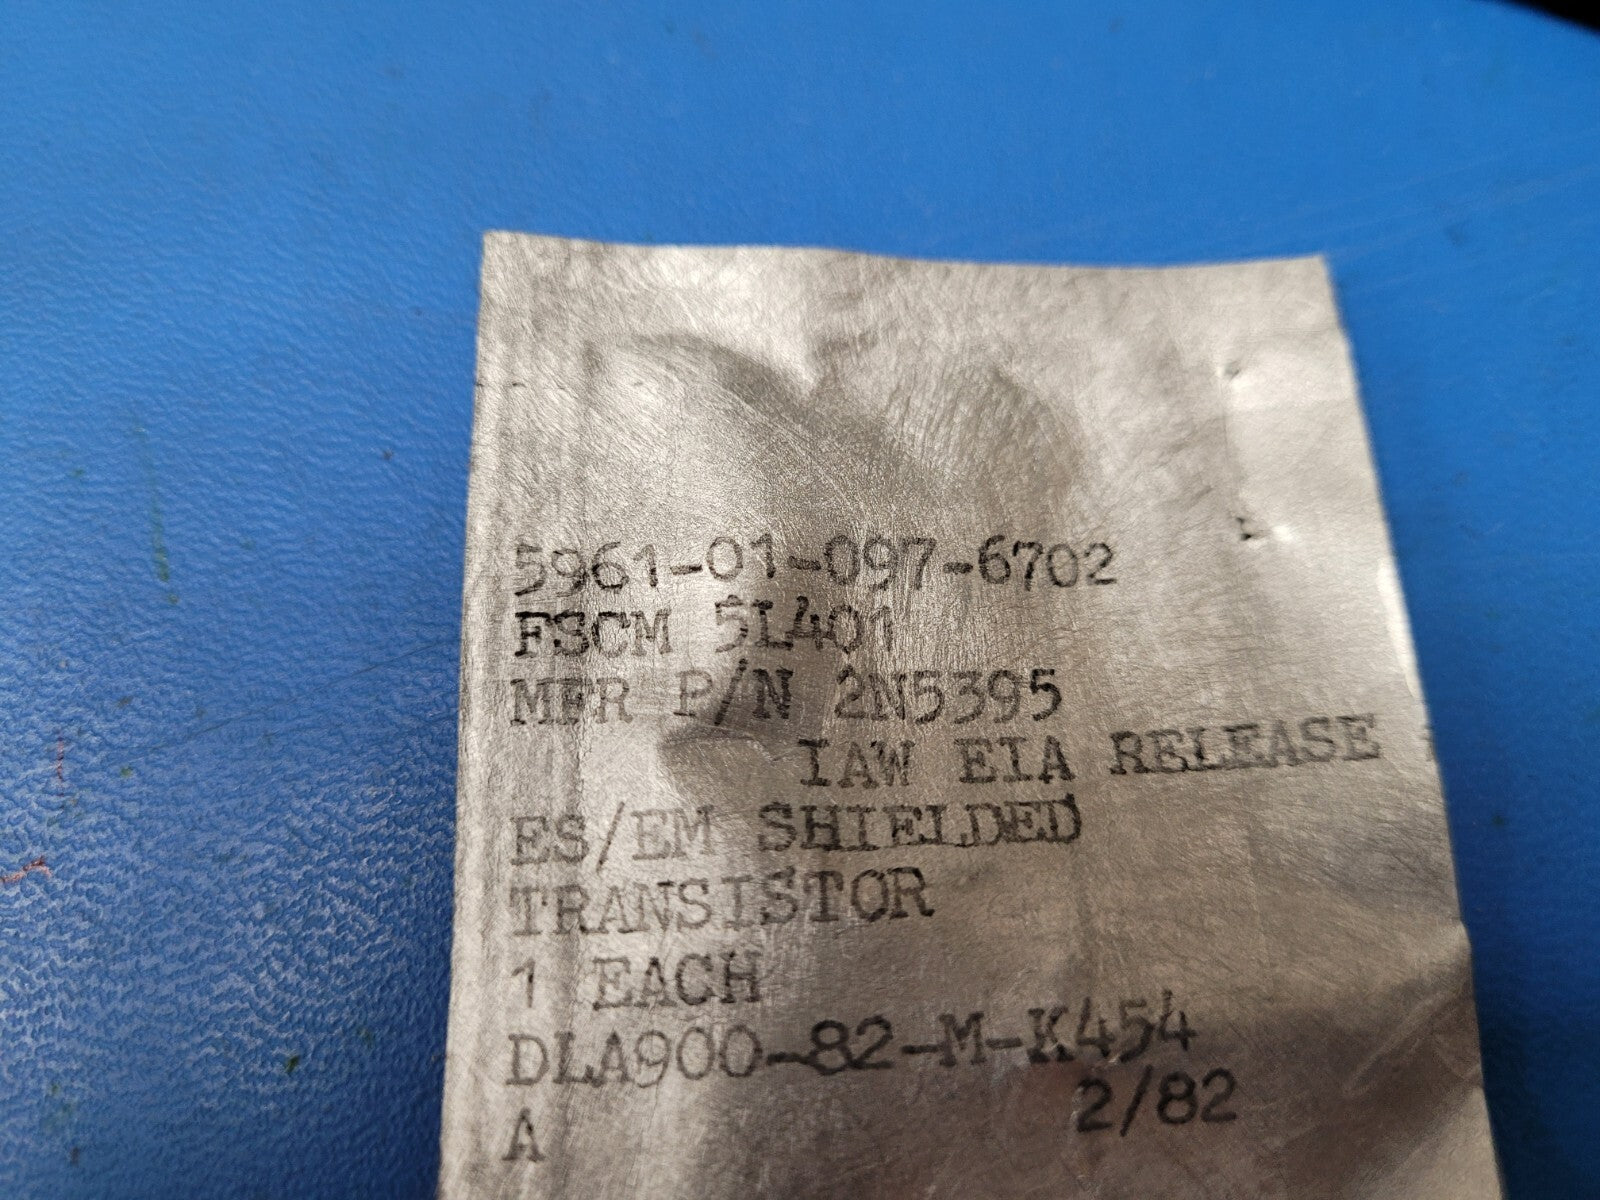 5961-01-097-6702
FSCM 5L401
MFR P/N 2N5395
IAW EIA RELEASE
ES/EM SHIELDED
TRANSISTOR
1 EACH
DLA900-82-M-K454
A 2/82